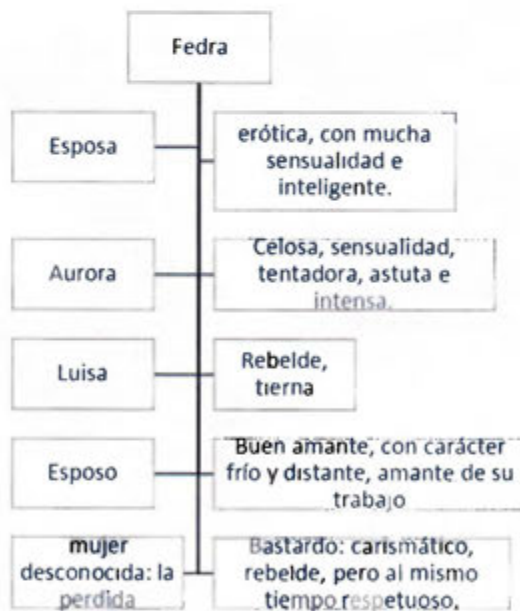 Fedra
Esposa
erótica, con mucha
sensualidad e
inteligente.
Aurora
Celosa, sensualidad,
tentadora, astuta e
intensa.
Luisa
Rebelde,
tierna
Esposo
Buen amante, con carácter
frío y distante, amante de su
trabajo
mujer
desconocida: la
perdida
Bastardo: carismático,
rebelde, pero al mismo
tiempo respetuoso.